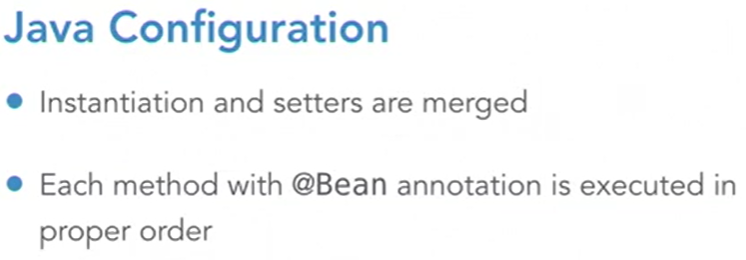 Java Configuration
• Instantiation and setters are merged
• Each method with @Bean annotation is executed in
proper order